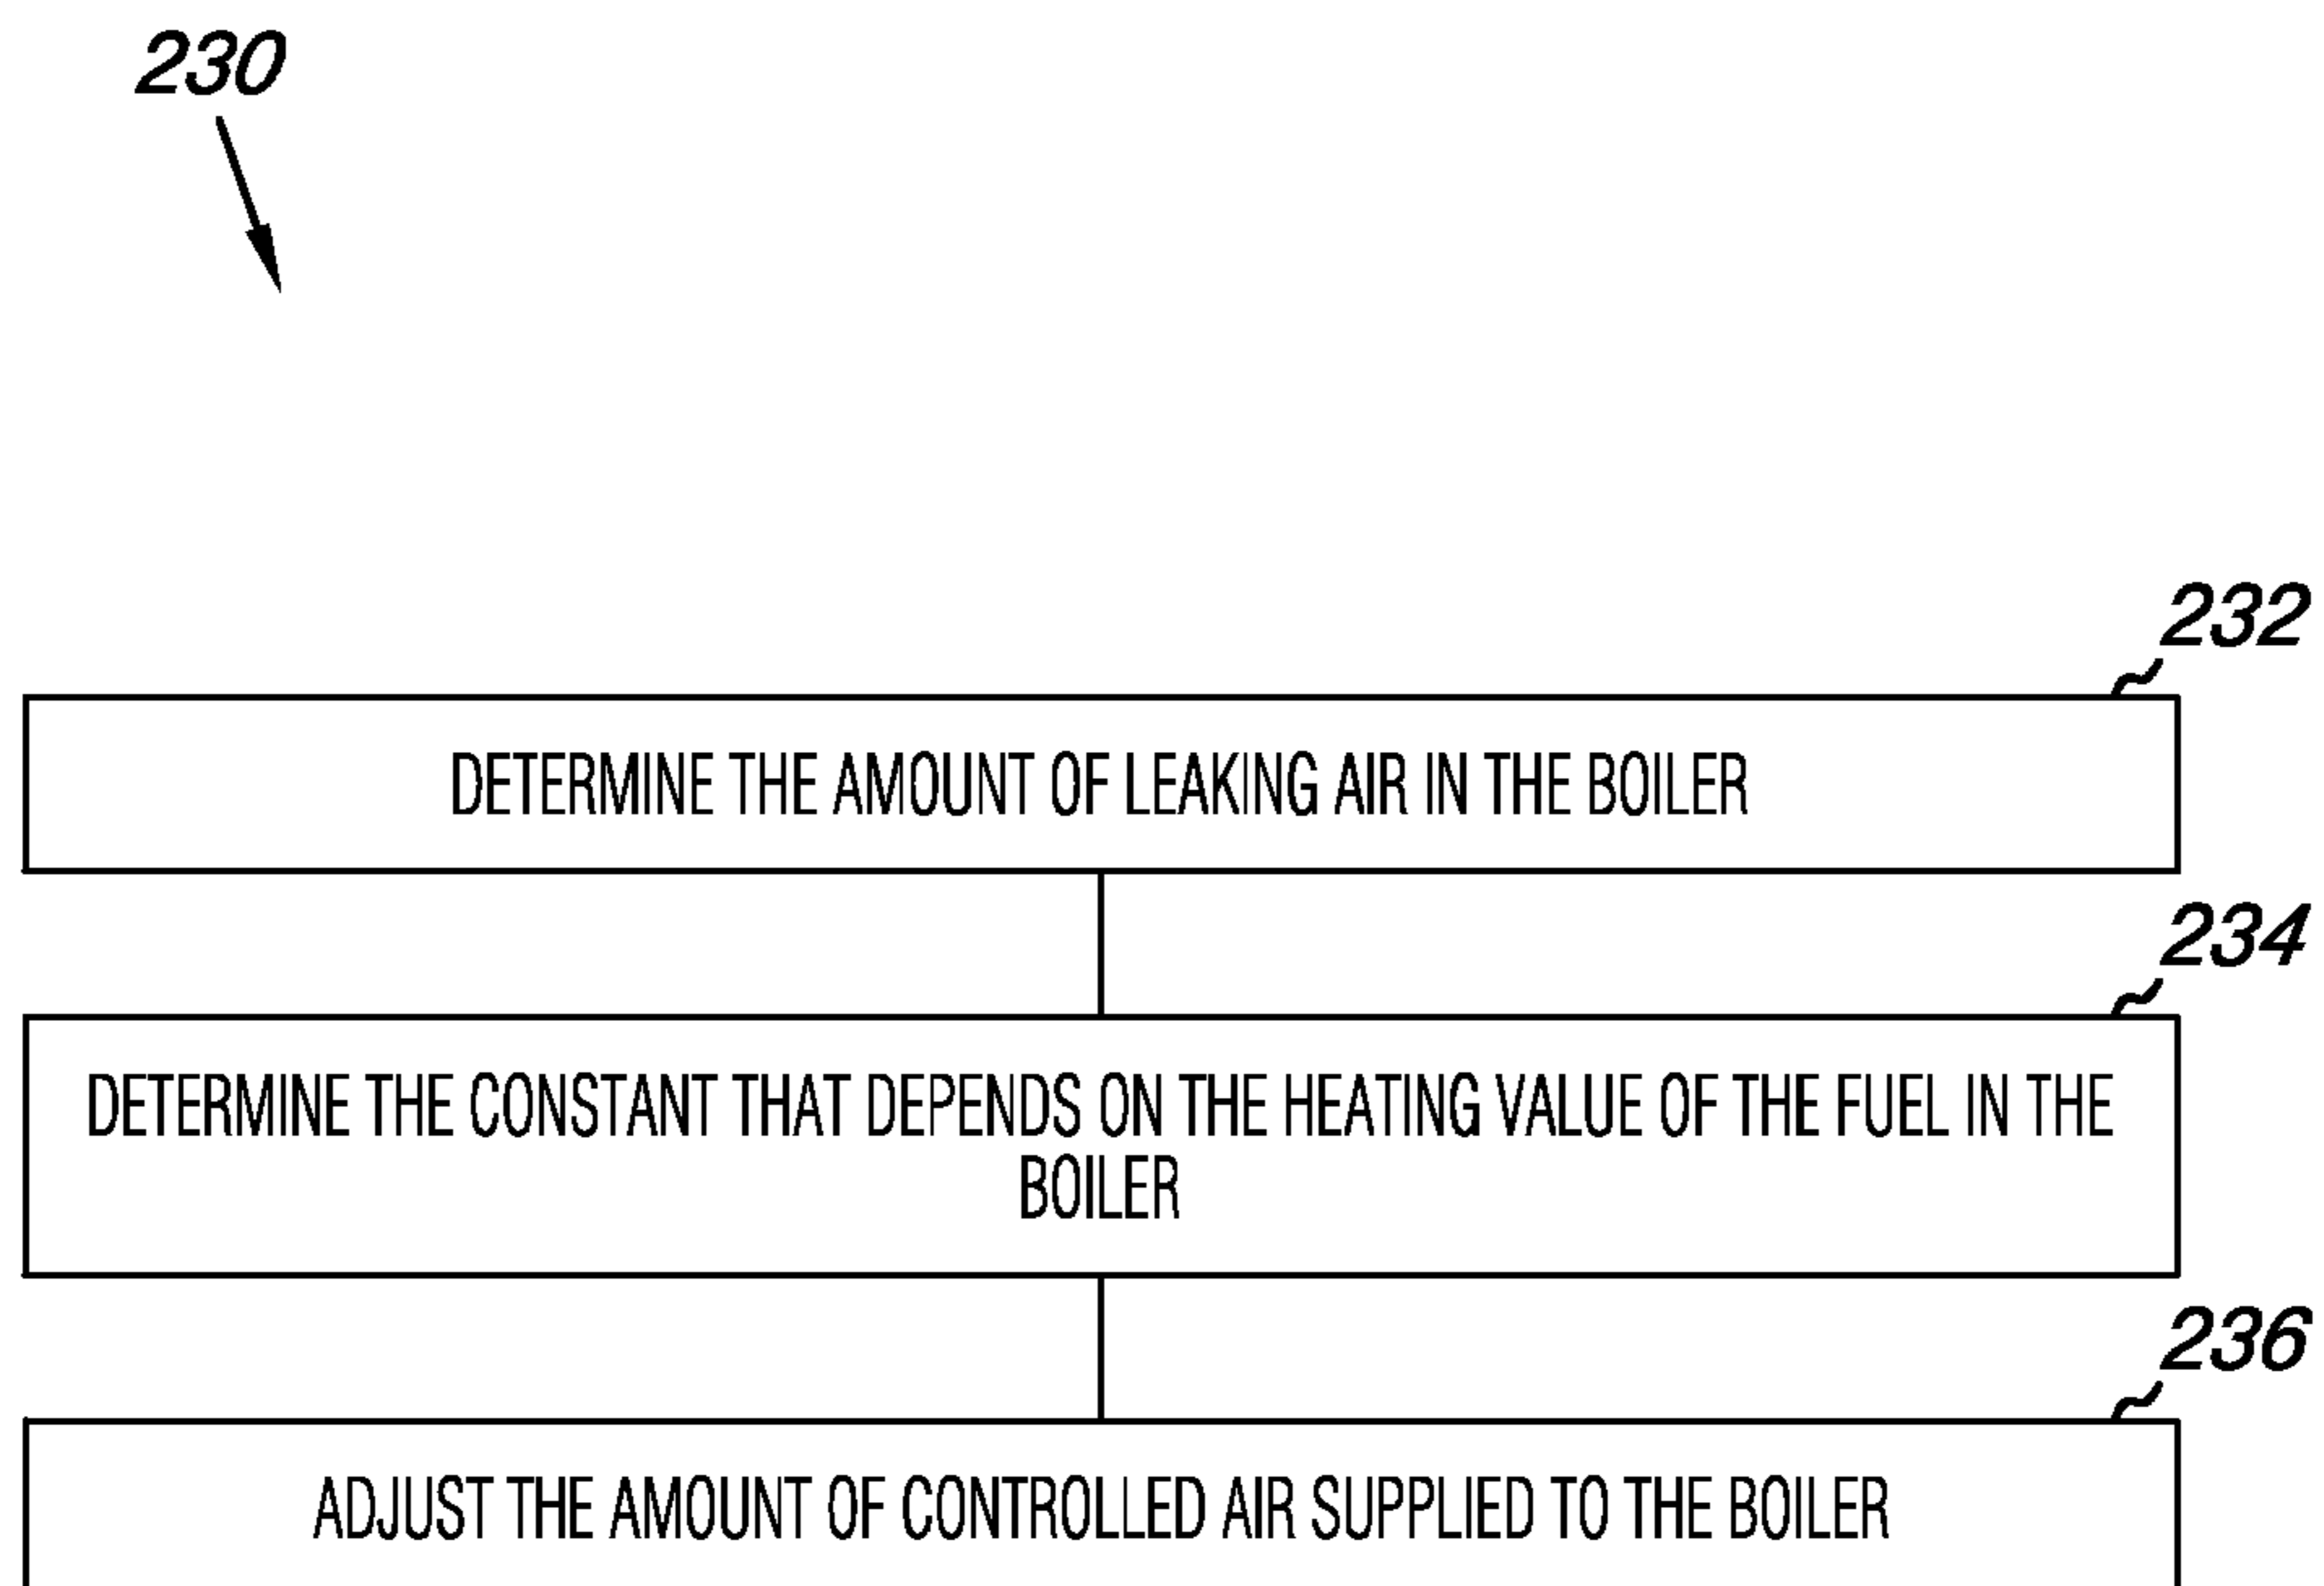 230
232
DETERMINE THE AMOUNT OF LEAKING AIR IN THE BOILER
234
DETERMINE THE CONSTANT THAT DEPENDS ON THE HEATING VALUE OF THE FUEL IN THE
BOILER
236
ADJUST THE AMOUNT OF CONTROLLED AIR SUPPLIED TO THE BOILER